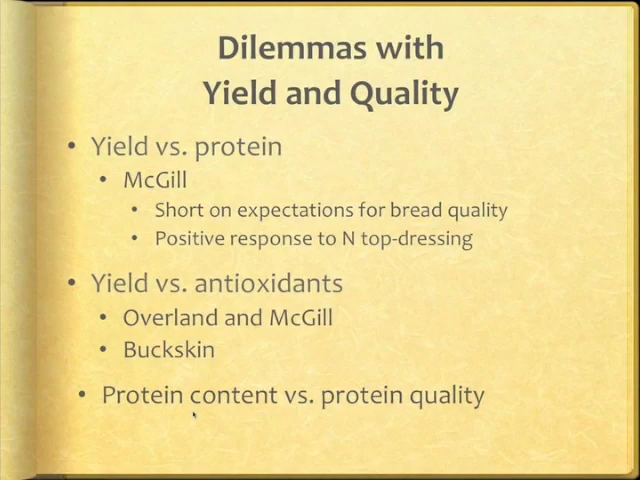 Dilemmas with
Yield and Quality
• Yield vs. protein
• McGill
• Short on expectations for bread quality
• Positive response to N top-dressing
• Yield vs. antioxidants
• Overland and McGill
• Buckskin
• Protein content vs. protein quality